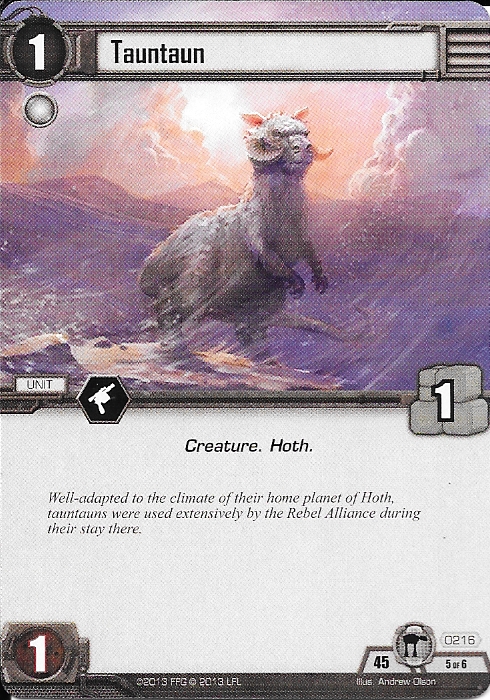 1
Tauntaun
UNIT
1
Creature. Hoth.
Well-adapted to the climate of their home planet of Hoth,
tauntauns were used extensively by the Rebel Alliance during
their stay there.
1
0216
45
5 OF 6
©2013 FFG © 2013 LFL
Illus. Andrew Olson